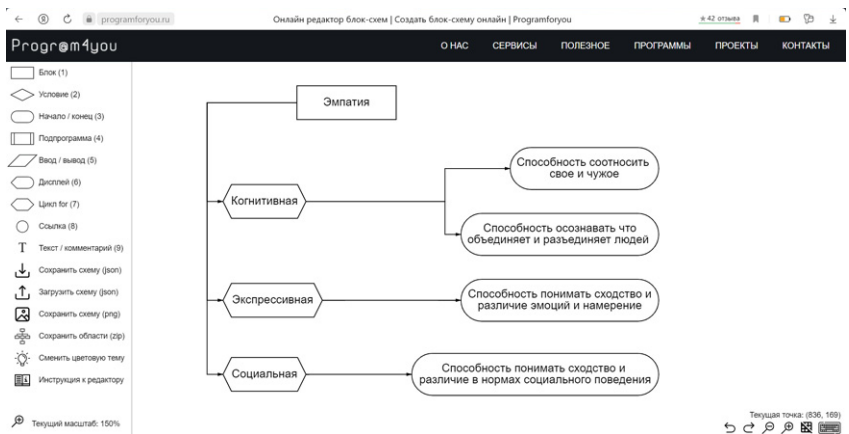 programforyou.ru
Онлайн редактор блок-схем | Создать блок-схему онлайн | Programforyou
★ 42 отзыва
Progr@m4you
О НАС СЕРВИСЫ ПОЛЕЗНОЕ ПРОГРАММЫ ПРОЕКТЫ КОНТАКТЫ
Блок (1)
Условие (2)
Начало / конец (3)
Подпрограмма (4)
Ввод / вывод (5)
Дисплей (6)
Цикл for (7)
Ссылка (8)
T Текст / комментарий (9)
Сохранить схему (json)
Загрузить схему (json)
Сохранить схему (png)
Сохранить области (zip)
Сменить цветовую тему
Инструкция к редактору
Текущий масштаб: 150%
Эмпатия
Когнитивная
Способность соотносить
свое и чужое
Способность осознавать что
объединяет и разъединяет людей
Экспрессивная
Способность понимать сходство и
различие эмоций и намерение
Социальная
Способность понимать сходство и
различие в нормах социального поведения
Текущая точка: (836, 169)